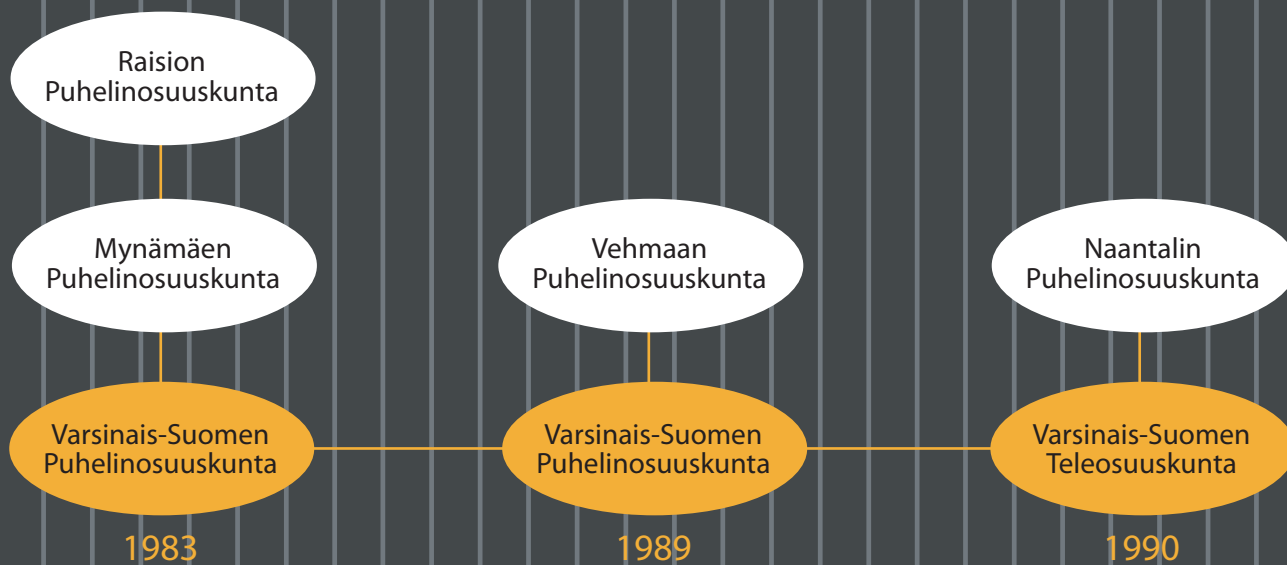 Raision
Puhelinosuuskunta
Mynämäen
Puhelinosuuskunta
Vehmaan
Puhelinosuuskunta
Naantalin
Puhelinosuuskunta
Varsinais-Suomen
Puhelinosuuskunta
Varsinais-Suomen
Puhelinosuuskunta
Varsinais-Suomen
Teleosuuskunta
1983
1989
1990